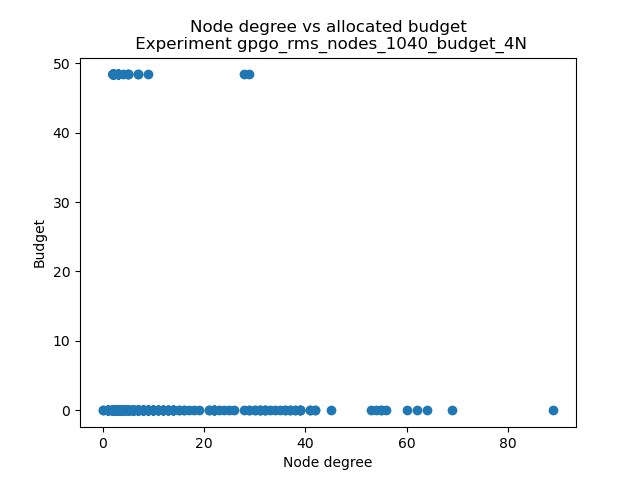 Node degree vs allocated budget
Experiment gpgo_rms_nodes_1040_budget_4N
50
40
30
20
10
0
Budget
0 20 40 60 80
Node degree